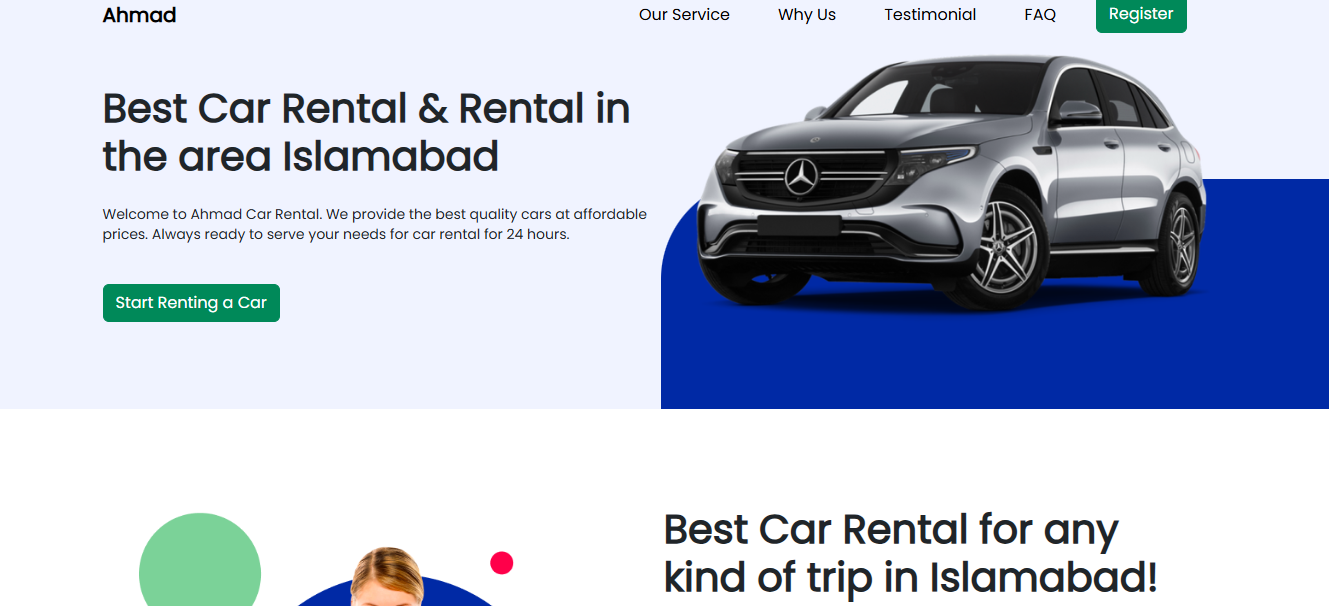 Ahmad
Our Service
Why Us
Testimonial
FAQ
Register
Best Car Rental & Rental in
the area Islamabad
Welcome to Ahmad Car Rental. We provide the best quality cars at affordable
prices. Always ready to serve your needs for car rental for 24 hours.
Start Renting a Car
Best Car Rental for any
kind of trip in Islamabad!